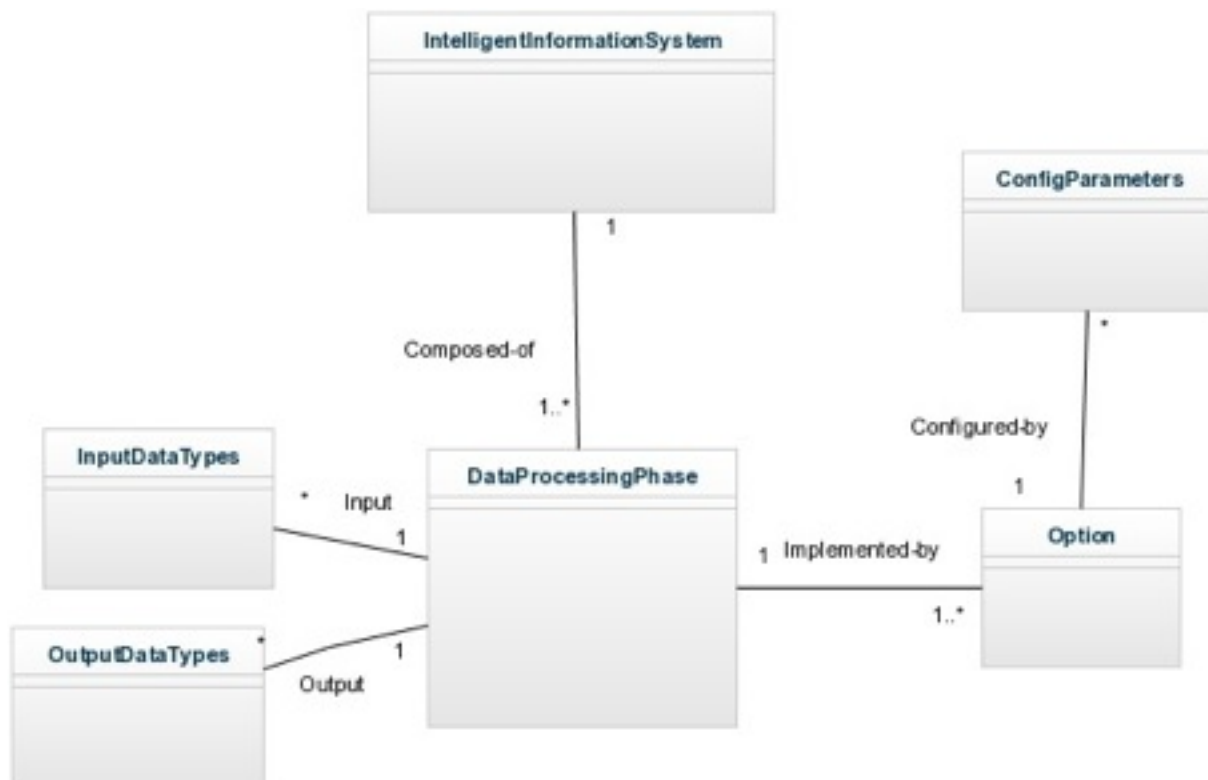 IntelligentInformationSystem
1
ConfigParameters
*
Composed-of
1..*
Configured-by
1
InputDataTypes
*
Input
1
DataProcessingPhase
1
Implemented-by
1..*
Option
OutputDataTypes
*
1
Output